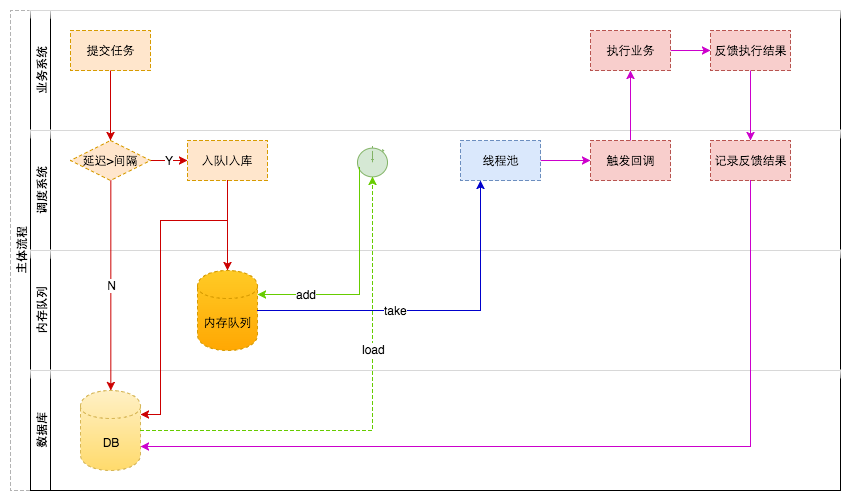 主体流程
业务系统
提交任务
执行业务
反馈执行结果
调度系统
延迟>间隔
Y
入队|入库
线程池
触发回调
记录反馈结果
N
内存队列
内存队列
add
take
load
数据库
DB